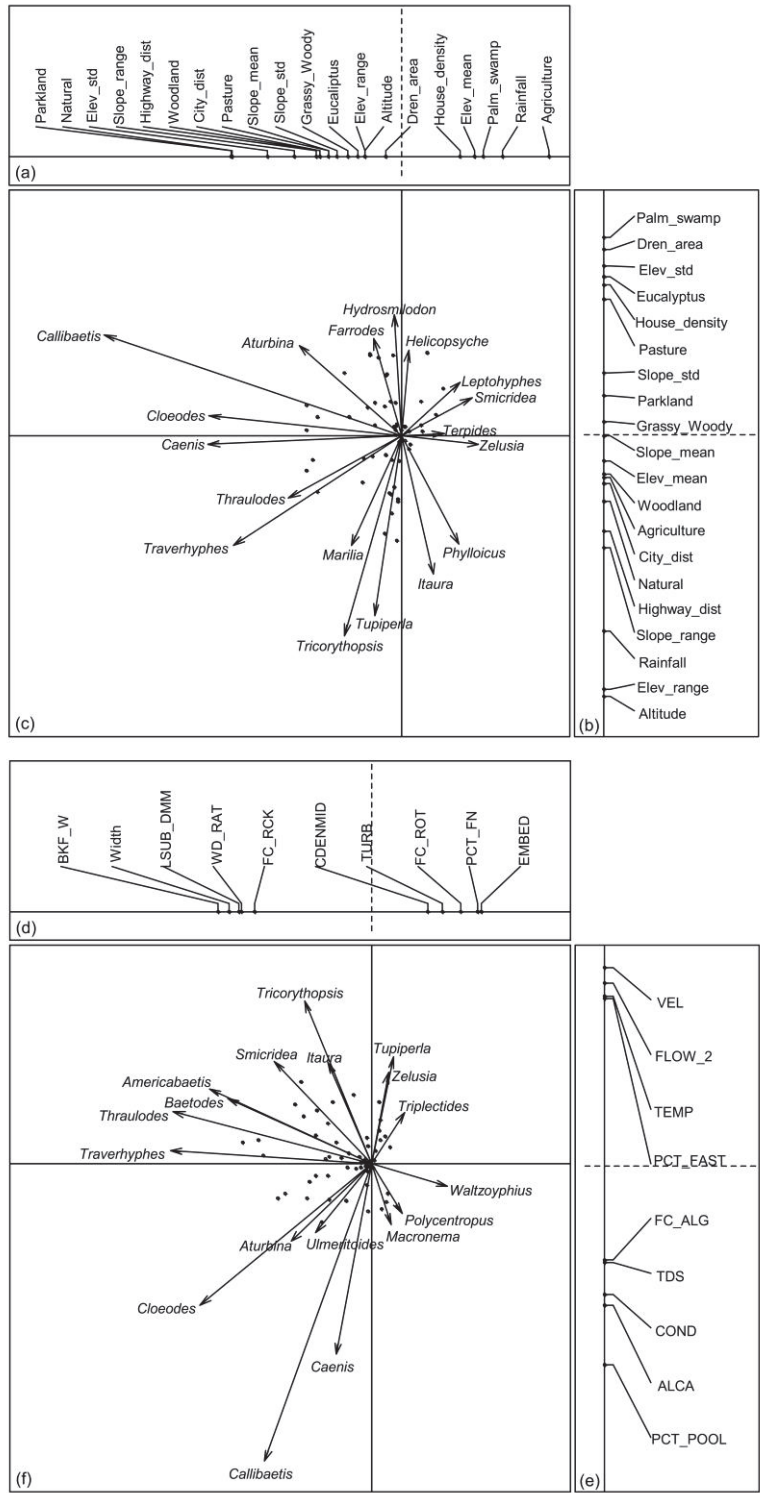 Parkland
Natural
Elev_std
Slope_range
Highway_dist
Woodland
City_dist
Pasture
Slope_mean
Slope_std
Grassy_Woody
Eucaliptus
Elev_range
Altitude
Dren_area
House_density
Elev_mean
Palm_swamp
Rainfall
Agriculture
(a)
Hydrosmilodon
Farrodes
Callibaetis
Aturbina
Helicopsyche
Leptohyphes
Smicridea
Cloeodes
Terpides
Caenis
Zelusia
Thraulodes
Traverhyphes
Marilia
Phylloicus
Itaura
Tupiperla
Tricorythopsis
(c)
Palm_swamp
Dren_area
Elev_std
Eucalyptus
House_density
Pasture
Slope_std
Parkland
Grassy_Woody
Slope_mean
Elev_mean
Woodland
Agriculture
City_dist
Natural
Highway_dist
Slope_range
Rainfall
Elev_range
Altitude
(b)
BKF_W
Width
LSUB_DMM
WD_RAT
FC_RCK
CDENMID
TURB
FC_ROT
PCT_FN
EMBED
(d)
Tricorythopsis
Smicridea
Itaura
Tupiperla
Zelusia
Americabaetis
Baetodes
Thraulodes
Triplectides
Traverhyphes
Waltzoyphius
Polycentropus
Macronema
Aturbina
Ulmeritoides
Cloeodes
Caenis
Callibaetis
(f)
VEL
FLOW_2
TEMP
PCT_FAST
FC_ALG
TDS
COND
ALCA
PCT_POOL
(e)